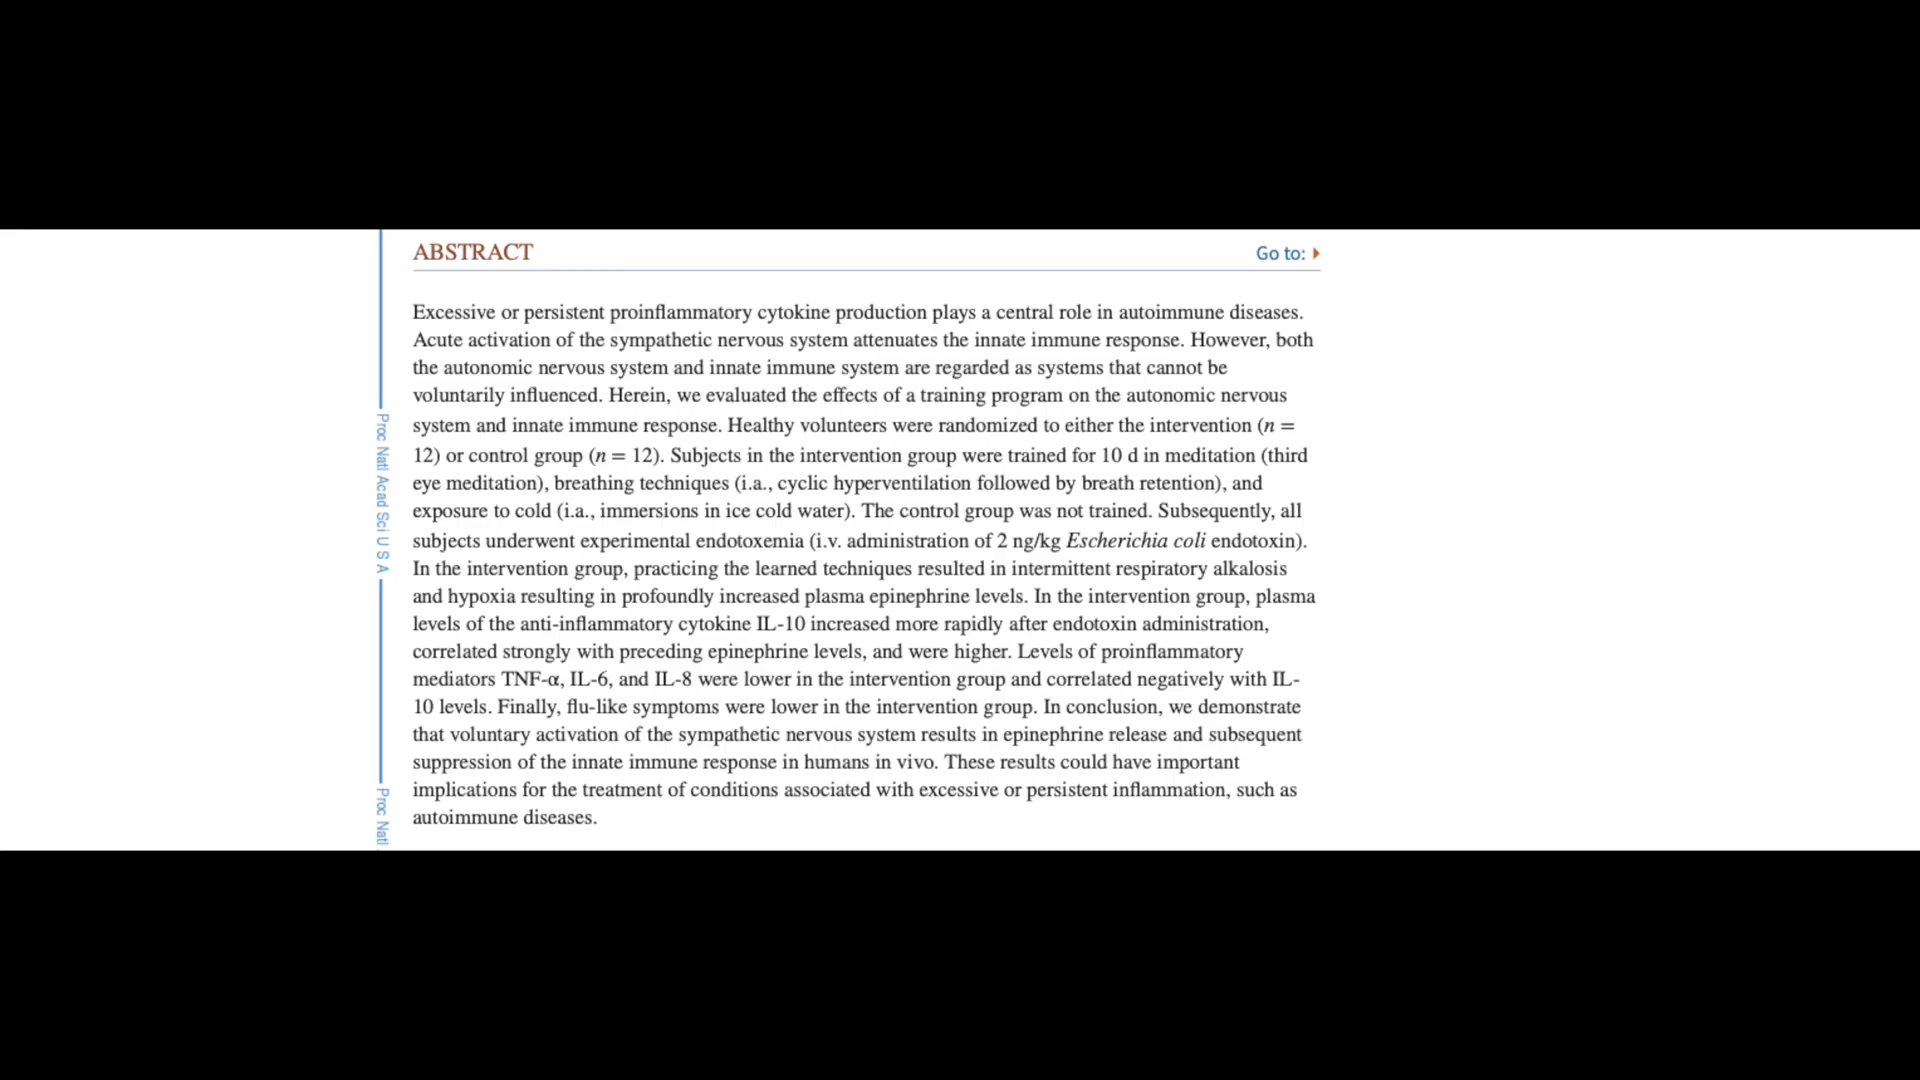 ABSTRACT
Go to:
Excessive or persistent proinflammatory cytokine production plays a central role in autoimmune diseases.
Acute activation of the sympathetic nervous system attenuates the innate immune response. However, both
the autonomic nervous system and innate immune system are regarded as systems that cannot be
voluntarily influenced. Herein, we evaluated the effects of a training program on the autonomic nervous
system and innate immune response. Healthy volunteers were randomized to either the intervention (n =
12) or control group (n = 12). Subjects in the intervention group were trained for 10 d in meditation (third
eye meditation), breathing techniques (i.a., cyclic hyperventilation followed by breath retention), and
exposure to cold (i.a., immersions in ice cold water). The control group was not trained. Subsequently, all
subjects underwent experimental endotoxemia (i.v. administration of 2 ng/kg Escherichia coli endotoxin).
In the intervention group, practicing the learned techniques resulted in intermittent respiratory alkalosis
and hypoxia resulting in profoundly increased plasma epinephrine levels. In the intervention group, plasma
levels of the anti-inflammatory cytokine IL-10 increased more rapidly after endotoxin administration,
correlated strongly with preceding epinephrine levels, and were higher. Levels of proinflammatory
mediators TNF-α, IL-6, and IL-8 were lower in the intervention group and correlated negatively with IL-
10 levels. Finally, flu-like symptoms were lower in the intervention group. In conclusion, we demonstrate
that voluntary activation of the sympathetic nervous system results in epinephrine release and subsequent
suppression of the innate immune response in humans in vivo. These results could have important
implications for the treatment of conditions associated with excessive or persistent inflammation, such as
autoimmune diseases.
Proc Natl Acad Sci U S A
Proc Natl